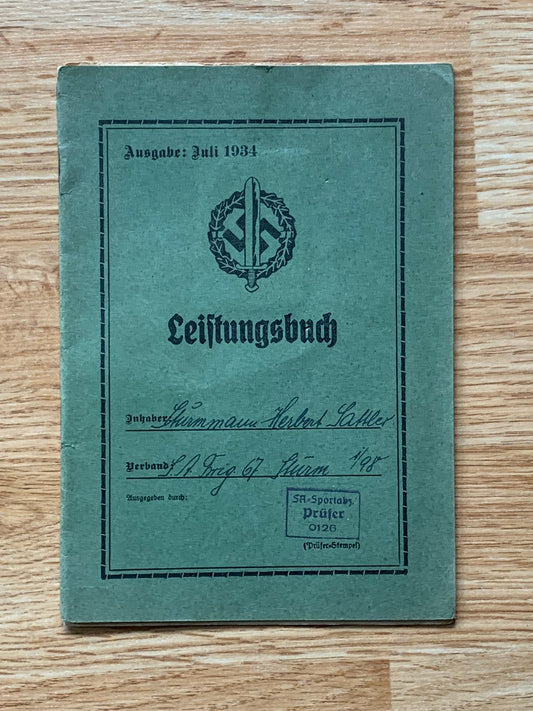 Ausgabe: Juli 1934
Leistungsbuch
Inhaber: Sturmmann Herbert Sattler
Verband: S.A. Brig. 67 Sturm 1/98
Ausgegeben durch:
SA-Sportabz.
Prüfer
0126
(Prüfer-Stempel)